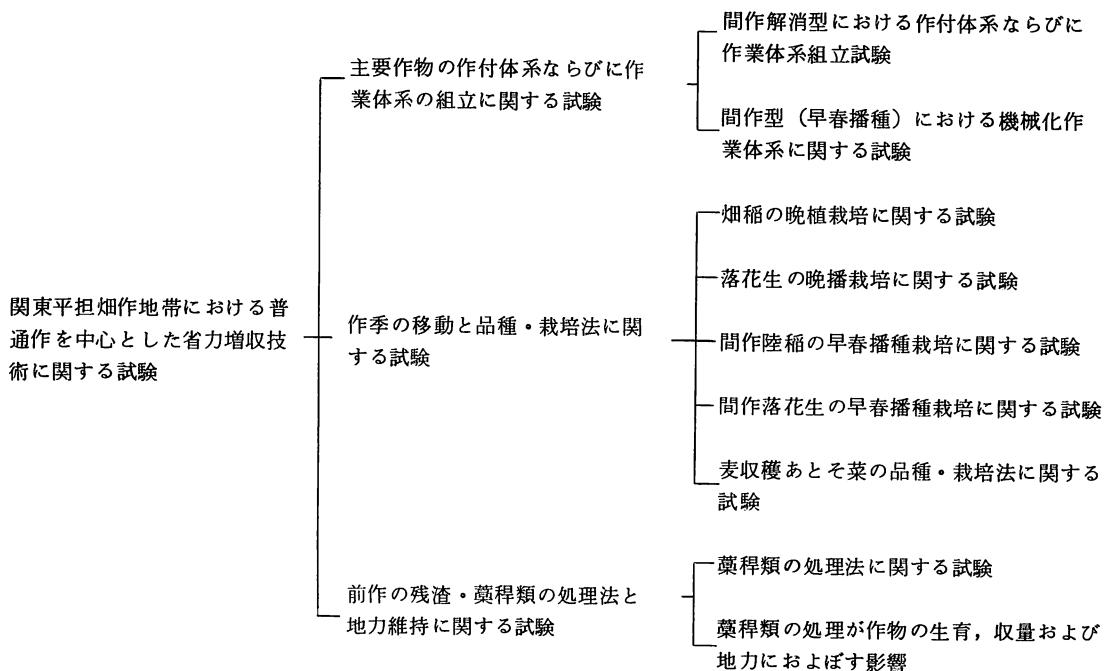 関東平担畑作地帯における普
通作を中心とした省力増収技
術に関する試験
主要作物の作付体系ならびに作
業体系の組立に関する試験
間作解消型における作付体系ならびに
作業体系組立試験
間作型（早春播種）における機械化作
業体系に関する試験
作季の移動と品種・栽培法に関
する試験
畑稲の晩植栽培に関する試験
落花生の晩播栽培に関する試験
間作陸稲の早春播種栽培に関する試験
間作落花生の早春播種栽培に関する試験
麦収穫あとそ菜の品種・栽培法に関する
試験
前作の残渣・藁稈類の処理法と
地力維持に関する試験
藁稈類の処理法に関する試験
藁稈類の処理が作物の生育，収量および
地力におよぼす影響